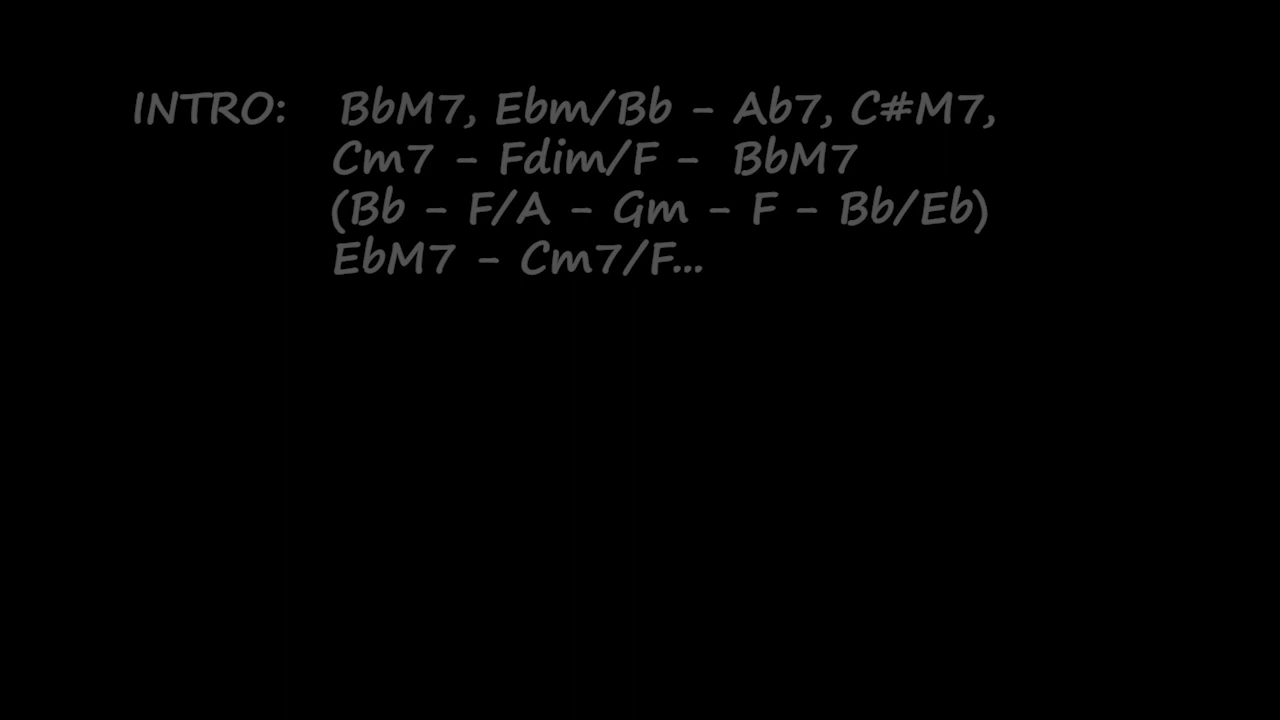 INTRO: BbM7, Ebm/Bb - Ab7, C#M7,
Cm7 - Fdim/F - BbM7
(Bb - F/A - Gm - F - Bb/Eb)
EbM7 - Cm7/F...